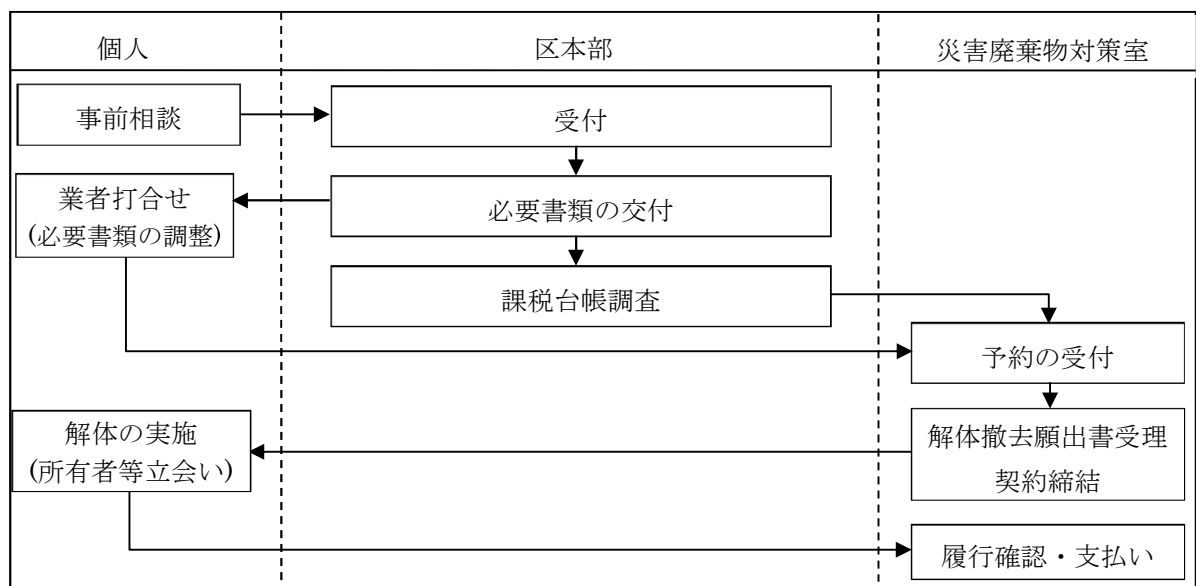 個人
区本部
災害廃棄物対策室
事前相談
受付
業者打合せ
(必要書類の調整)
必要書類の交付
課税台帳調査
予約の受付
解体の実施
(所有者等立会い)
解体撤去願出書受理
契約締結
履行確認・支払い